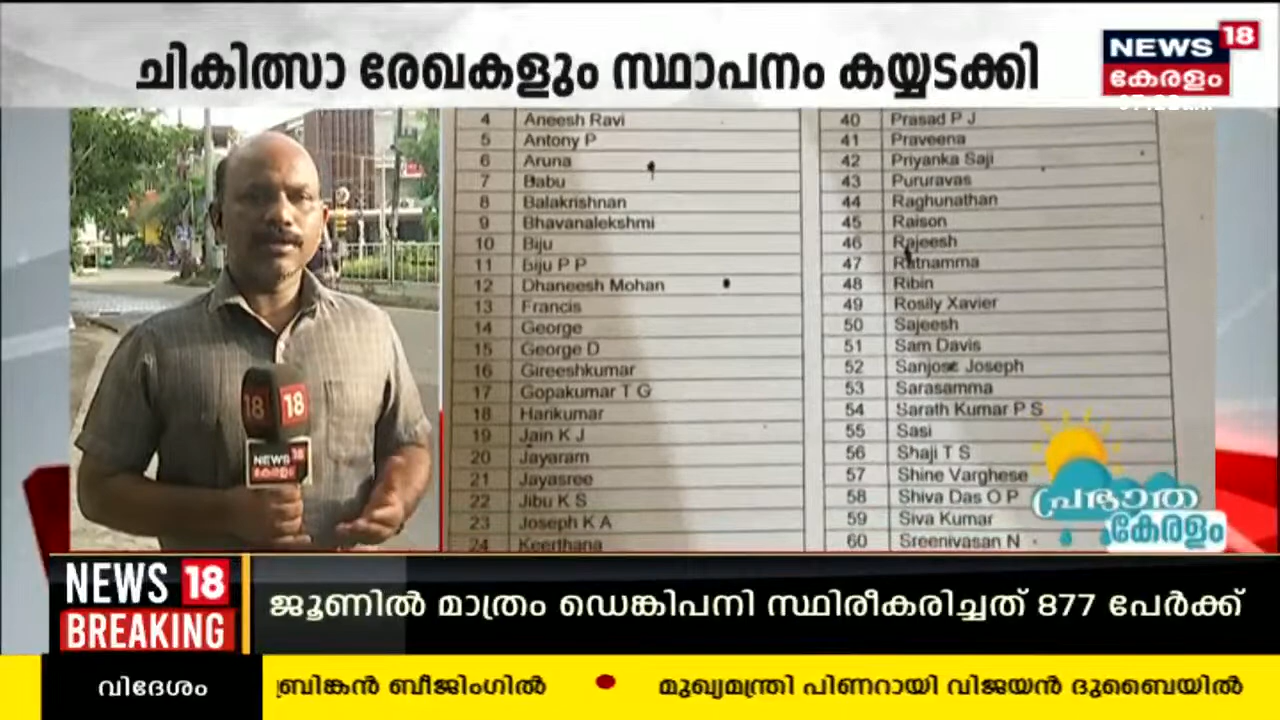 ചികിത്സാ രേഖകളും സ്ഥാപനം കയ്യടക്കി
NEWS 18
കേരളം
4 Aneesh Ravi
5 Antony P
6 Aruna
7 Babu
8 Balakrishnan
9 Bhavanalekshmi
10 Biju
11 Biju P P
12 Dhaneesh Mohan
13 Francis
14 George
15 George D
16 Gireeshkumar
17 Gopakumar T G
18 Harikumar
19 Jain K J
20 Jayaram
21 Jayasree
22 Jibu K S
23 Joseph K A
24 Keerthana
40 Prasad P J
41 Praveena
42 Priyanka Saji
43 Pururavas
44 Raghunathan
45 Raison
46 Rajeesh
47 Ratnamma
48 Ribin
49 Rosily Xavier
50 Sajeesh
51 Sam Davis
52 Sanjose Joseph
53 Sarasamma
54 Sarath Kumar P S
55 Sasi
56 Shaji T S
57 Shine Varghese
58 Shiva Das O P
59 Siva Kumar
60 Sreenivasan N
18 18
NEWS 18
കേരളം
പ്രഭാത
കേരളം
NEWS 18
BREAKING
ജൂണിൽ മാത്രം ഡെങ്കിപനി സ്ഥിരീകരിച്ചത് 877 പേർക്ക്
വിദേശം
ബ്ലിങ്കൻ ബീജിംഗിൽ • മുഖ്യമന്ത്രി പിണറായി വിജയൻ ദുബൈയിൽ